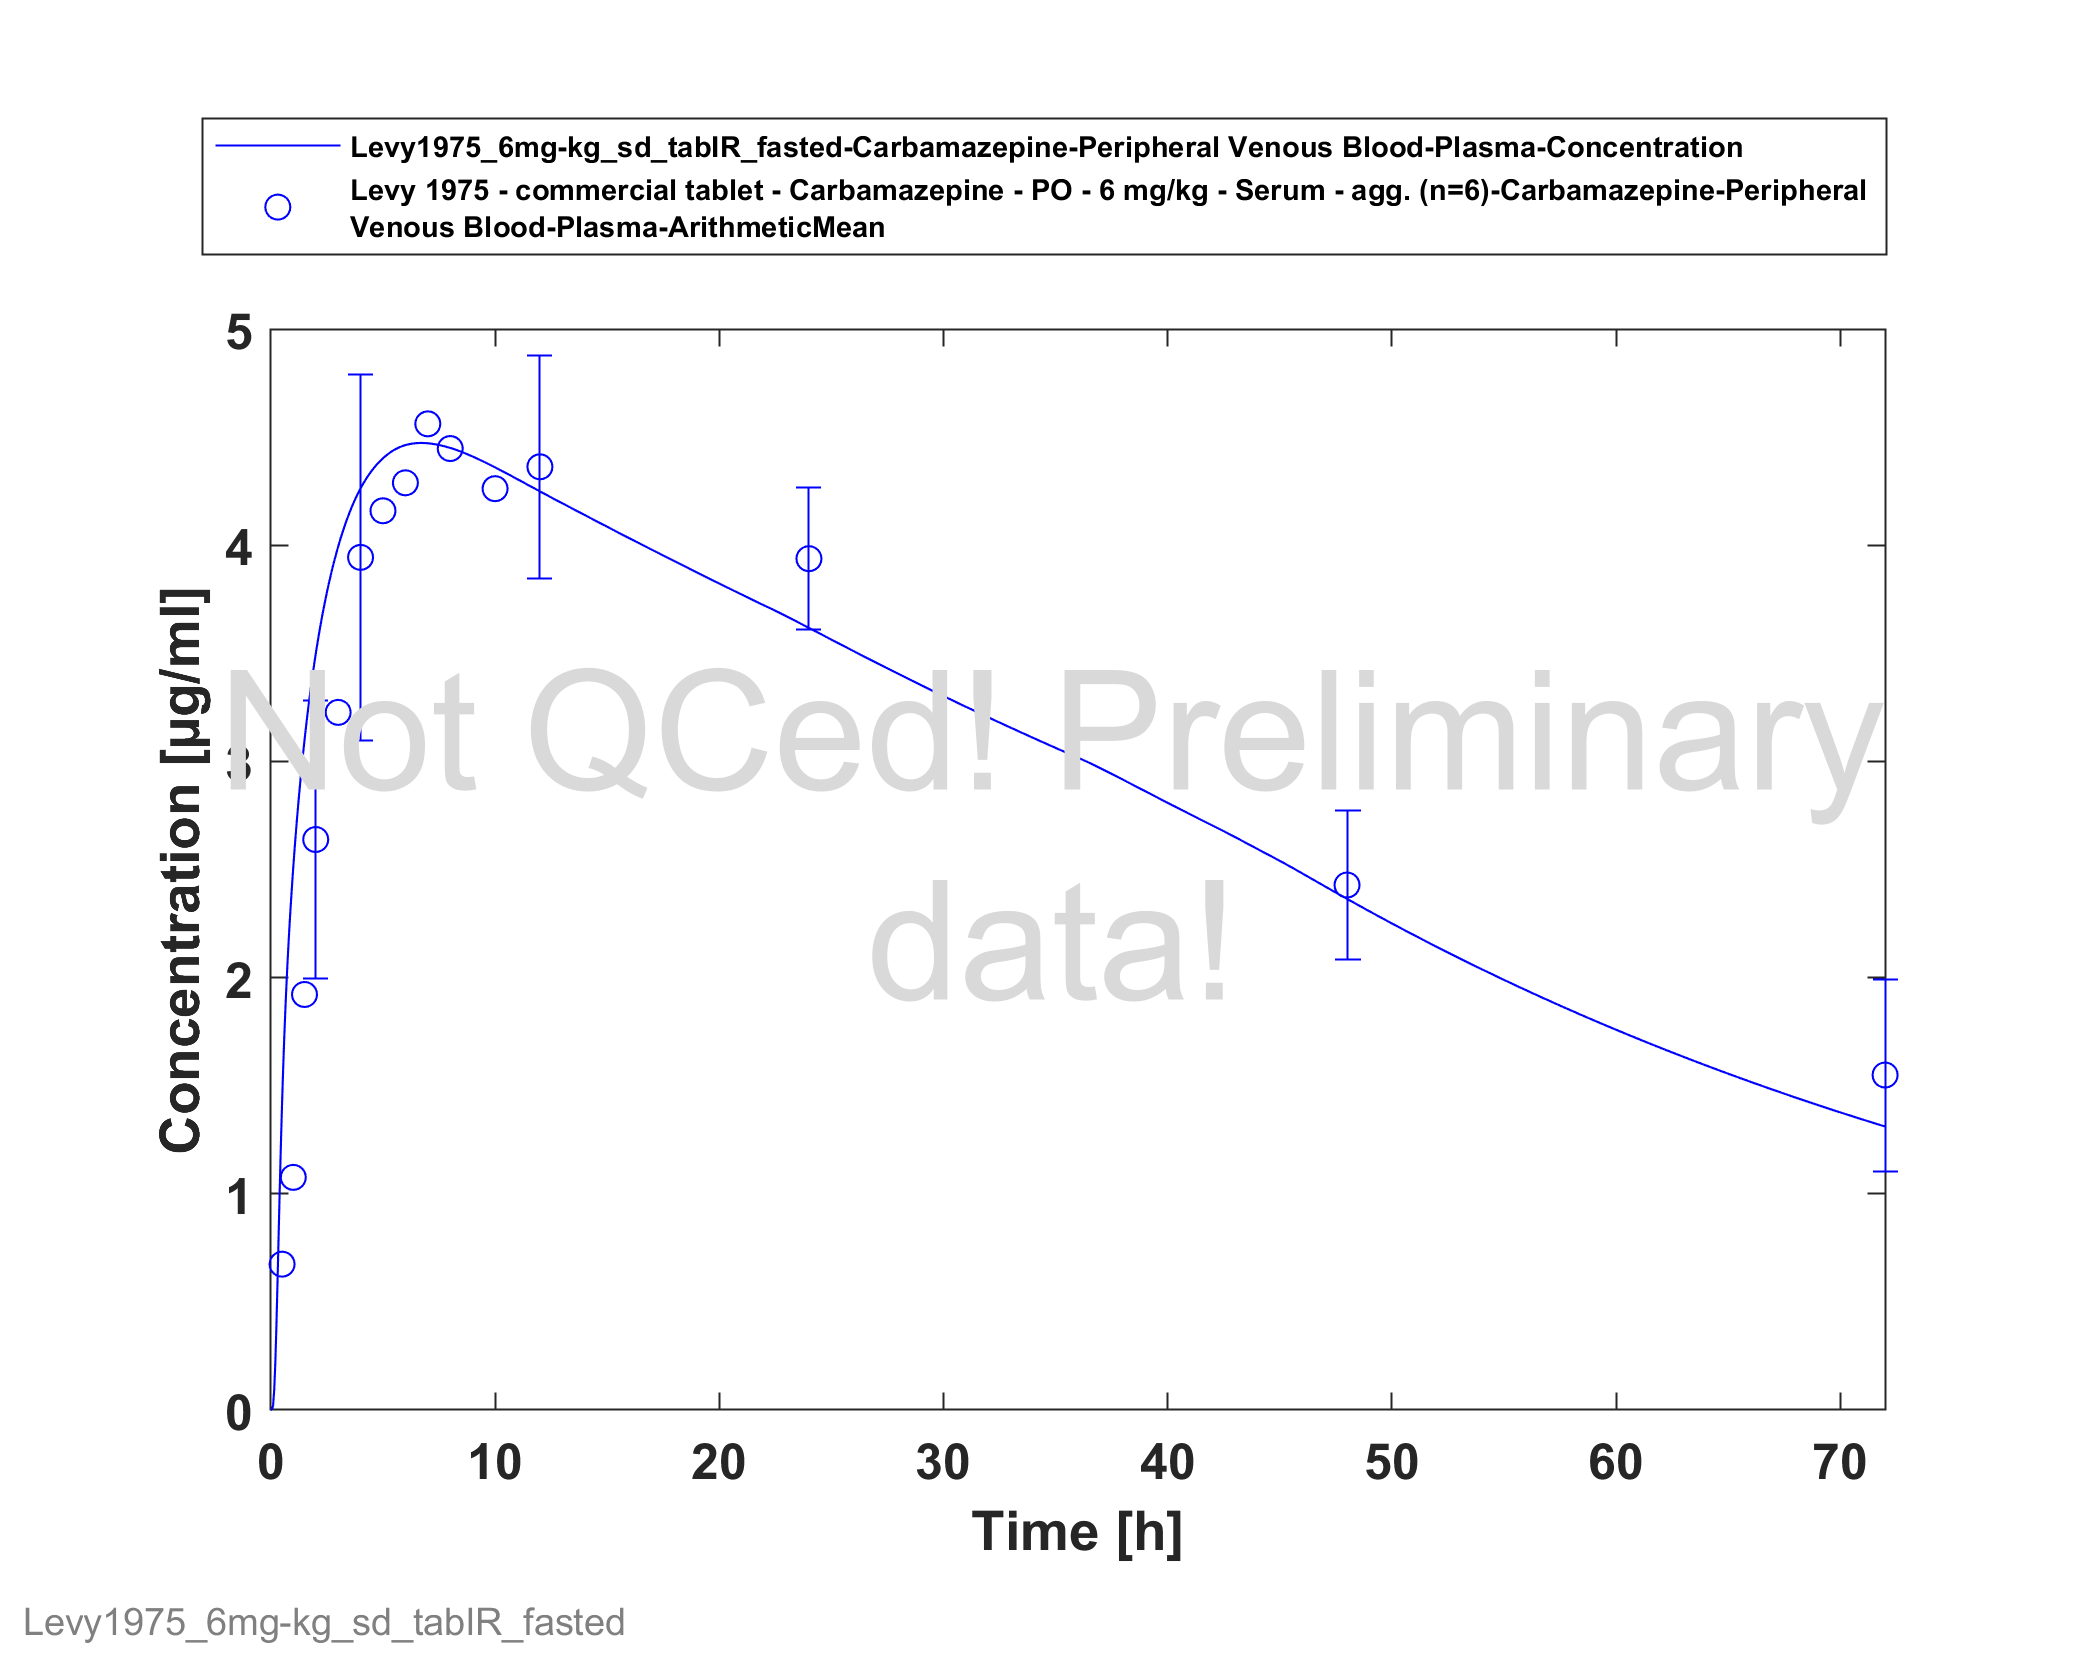 Levy1975_6mg-kg_sd_tabIR_fasted-Carbamazepine-Peripheral Venous Blood-Plasma-Concentration
Levy 1975 - commercial tablet - Carbamazepine - PO - 6 mg/kg - Serum - agg. (n=6)-Carbamazepine-Peripheral
Venous Blood-Plasma-ArithmeticMean
5
4
3
2
1
0
Concentration [µg/ml]
Not QCed! Preliminary
data!
0 10 20 30 40 50 60 70
Time [h]
Levy1975_6mg-kg_sd_tabIR_fasted